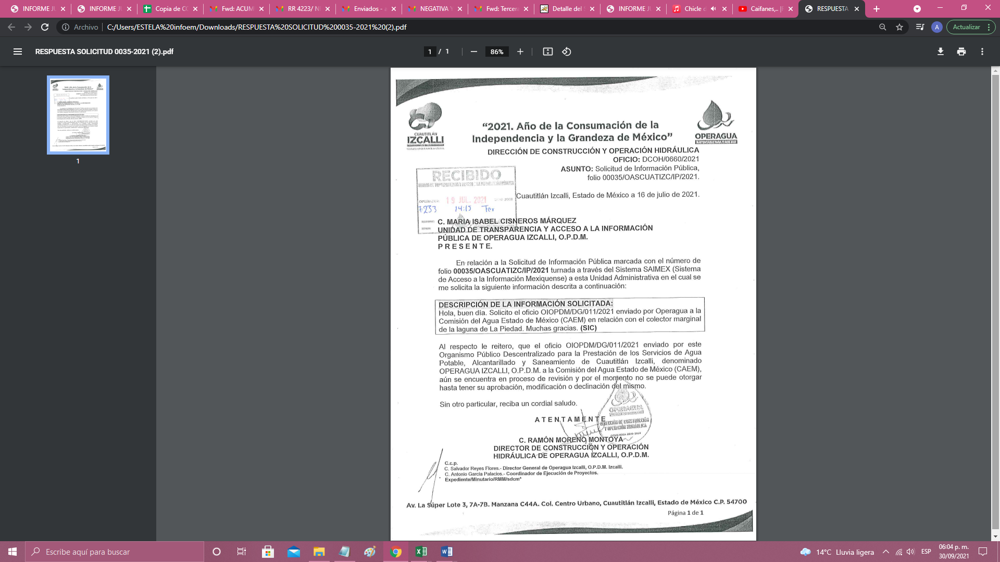 INFORME JU
INFORME JU
Copia de CO
Fwd: ACUM
RR 4223/ NE
Enviados - a
NEGATIVA Y
Fwd: Tercera
Detalle del
INFORME JU
Chicle
Caifanes,..
RESPUESTA
Archivo
C:/Users/ESTELA%20infoem/Downloads/RESPUESTA%20SOLICITUD%200035-2021%20(2).pdf
A
Actualizar
RESPUESTA SOLICITUD 0035-2021 (2).pdf
1 / 1
86%
1
CUAUTITLÁN
IZCALLI
OPERAGUA
“2021. Año de la Consumación de la
Independencia y la Grandeza de México”
DIRECCIÓN DE CONSTRUCCIÓN Y OPERACIÓN HIDRÁULICA
OFICIO: DCOH/0660/2021
ASUNTO: Solicitud de Información Pública,
folio 00035/OASCUATIZC/IP/2021.
RECIBIDO
UNIDAD DE TRANSPARENCIA Y ACCESO A LA INFORMACIÓN PÚBLICA
OPERAGUA 19 JUL. 2021
14:15
HORA:
Cuautitlán Izcalli, Estado de México a 16 de julio de 2021.
C. MARIA ISABEL CISNEROS MÁRQUEZ
UNIDAD DE TRANSPARENCIA Y ACCESO A LA INFORMACIÓN
PÚBLICA DE OPERAGUA IZCALLI, O.P.D.M.
P R E S E N T E.
En relación a la Solicitud de Información Pública marcada con el número de
folio 00035/OASCUATIZC/IP/2021 turnada a través del Sistema SAIMEX (Sistema
de Acceso a la Información Mexiquense) a esta Unidad Administrativa en el cual se
me solicita la siguiente información descrita a continuación:
DESCRIPCIÓN DE LA INFORMACIÓN SOLICITADA:
Hola, buen día. Solicito el oficio OIOPDM/DG/011/2021 enviado por Operagua a la
Comisión del Agua Estado de México (CAEM) en relación con el colector marginal
de la laguna de La Piedad. Muchas gracias. (SIC)
Al respecto le reitero, que el oficio OIOPDM/DG/011/2021 enviado por este
Organismo Público Descentralizado para la Prestación de los Servicios de Agua
Potable, Alcantarillado y Saneamiento de Cuautitlán Izcalli, denominado
OPERAGUA IZCALLI, O.P.D.M. a la Comisión del Agua Estado de México (CAEM),
aún se encuentra en proceso de revisión y por el momento no se puede otorgar
hasta tener su aprobación, modificación o declinación del mismo.
Sin otro particular, reciba un cordial saludo.
A T E N T A M E N T E
OPERAGUA
DIRECCIÓN DE CONSTRUCCIÓN
Y OPERACIÓN HIDRÁULICA
C. RAMÓN MORENO MONTOYA
DIRECTOR DE CONSTRUCCIÓN Y OPERACIÓN
HIDRÁULICA DE OPERAGUA IZCALLI, O.P.D.M.
C.c.p.
C. Salvador Reyes Flores.- Director General de Operagua Izcalli, O.P.D.M. Izcalli.
C. Antonio Garcia Palacios.- Coordinador de Ejecución de Proyectos.
Expediente/Minutario/RMM/sdcm*
Av. La Súper Lote 3, 7A-7B. Manzana C44A. Col. Centro Urbano, Cuautitlán Izcalli, Estado de México C.P. 54700
Página 1 de 1
Escribe aquí para buscar
14°C Lluvia ligera
ESP
06:04 p. m.
30/09/2021